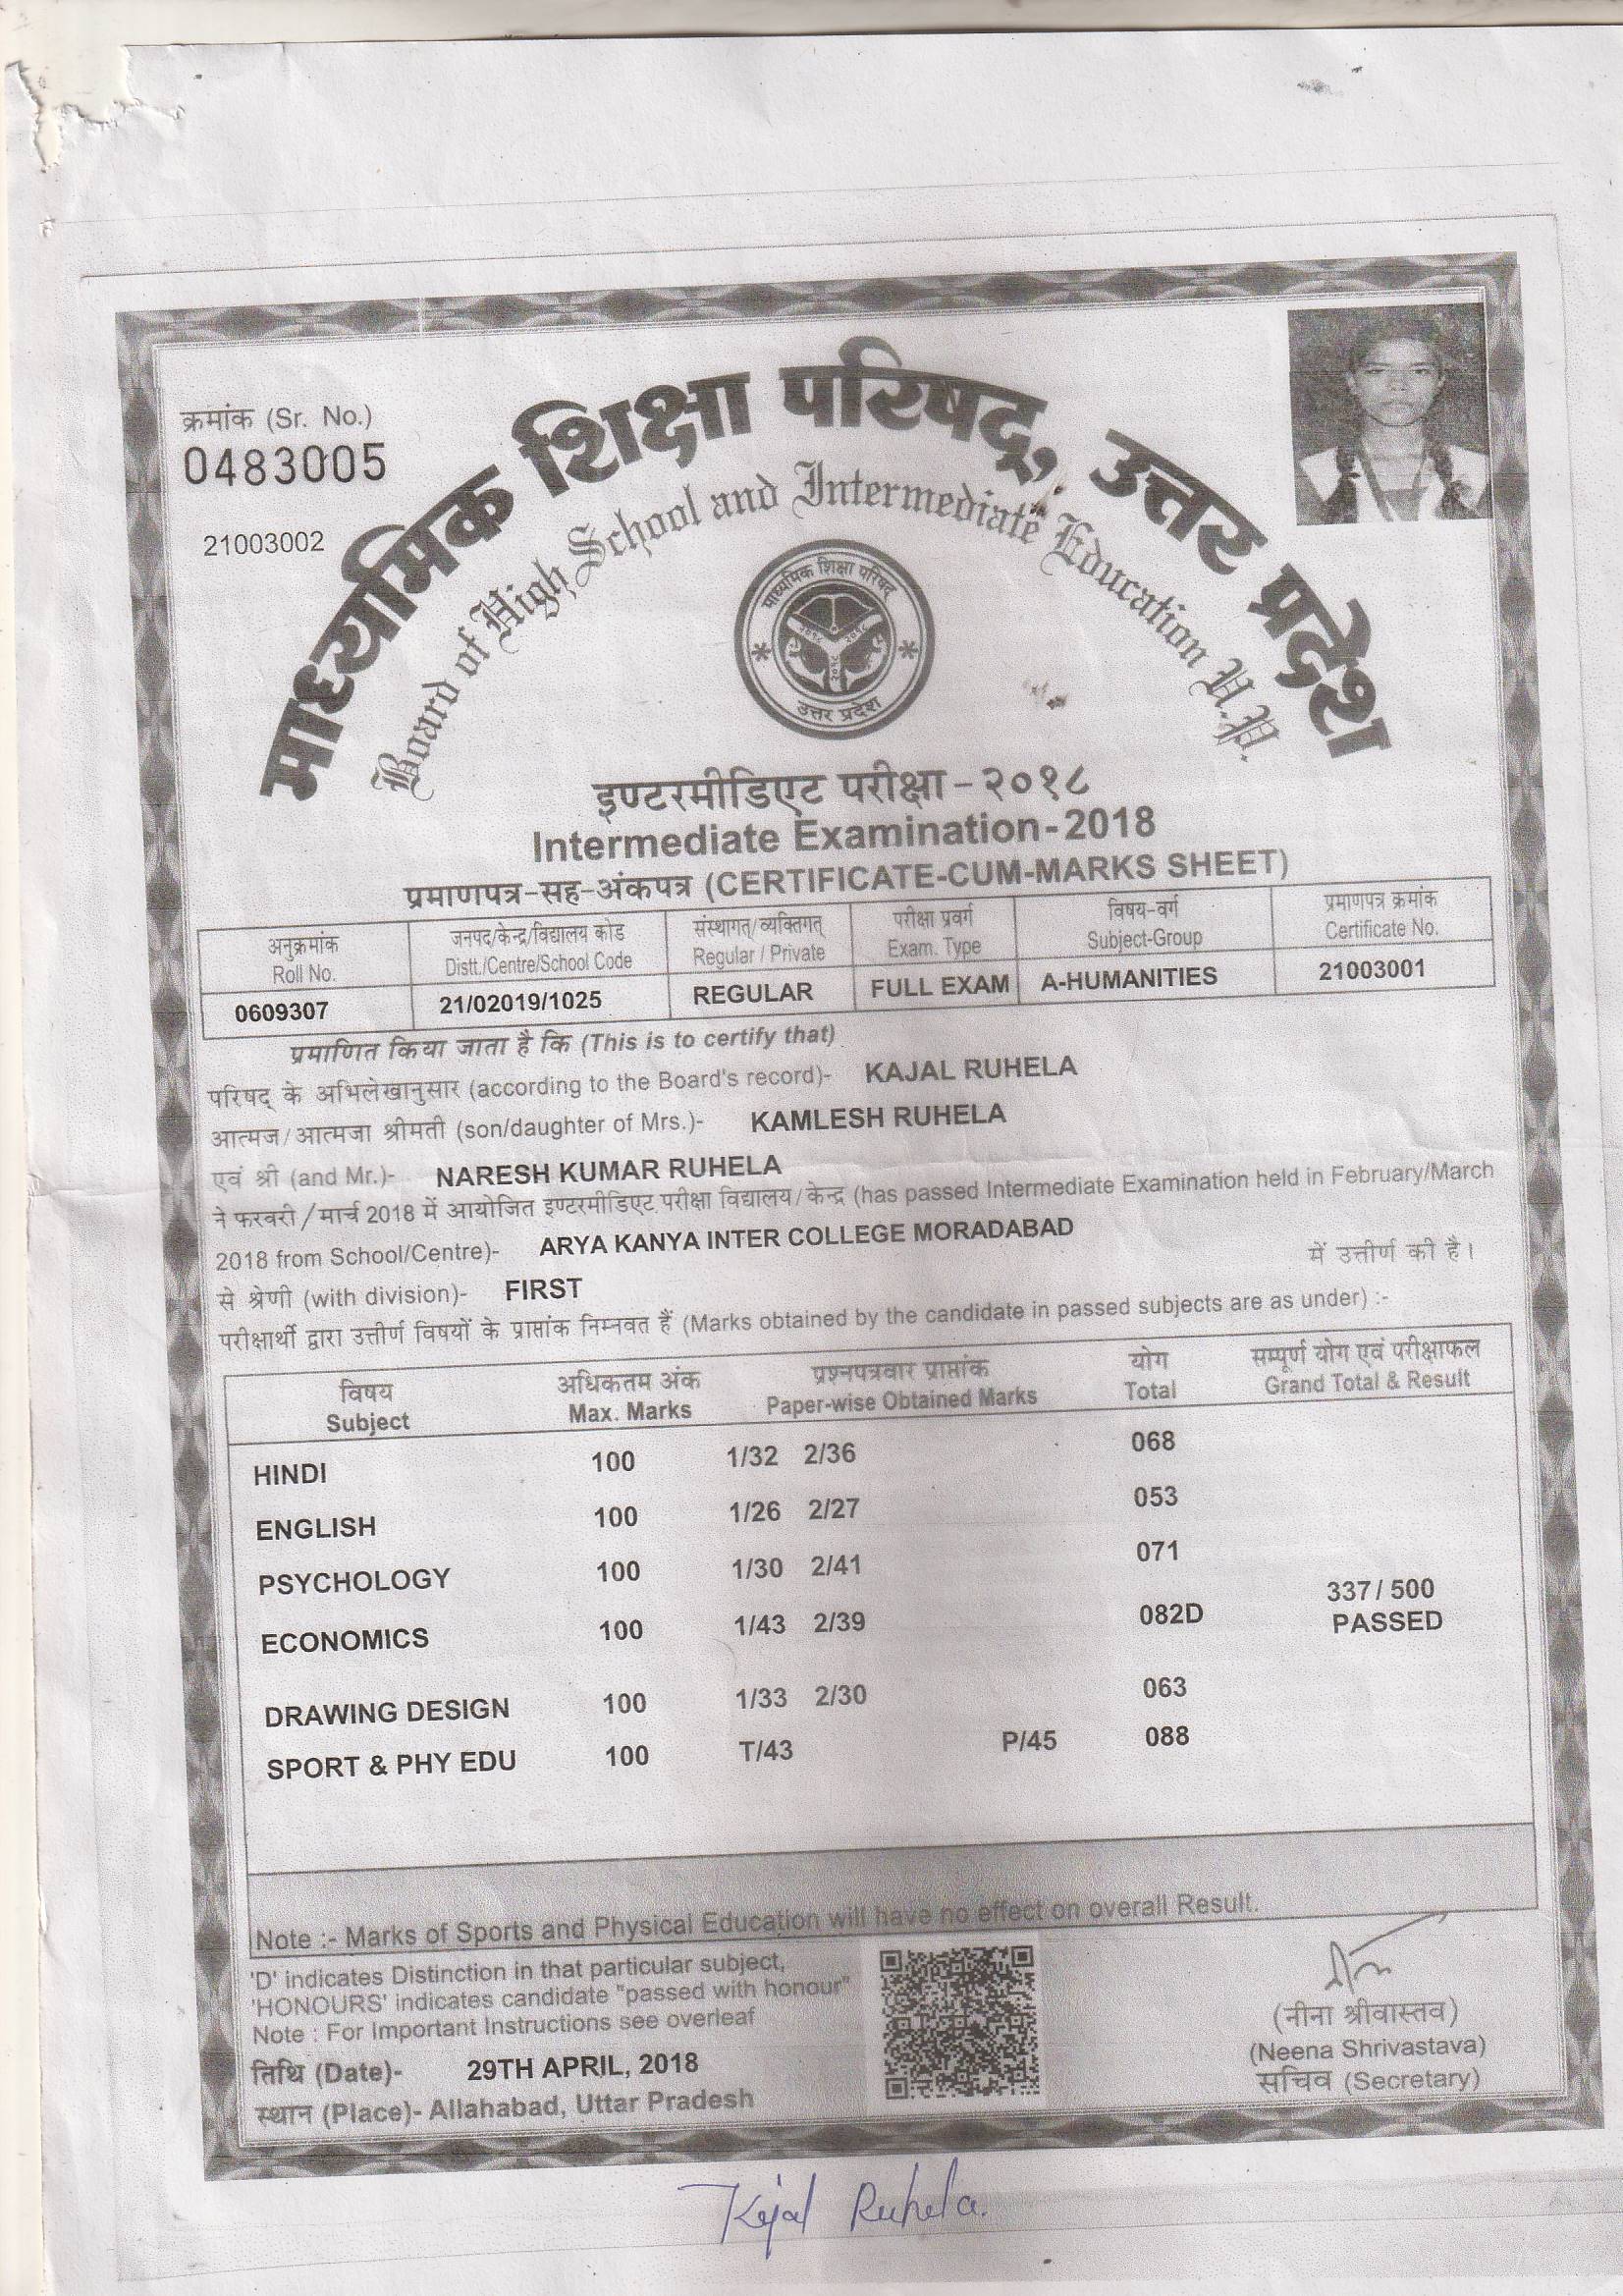 क्रमांक (Sr. No.)
0483005
21003002
माध्यमिक शिक्षा परिषद्, उत्तर प्रदेश
Board of High School and Intermediate Education U.P.
माध्यमिक शिक्षा परिषद्
उत्तर प्रदेश
इण्टरमीडिएट परीक्षा-२०१८
Intermediate Examination-2018
प्रमाणपत्र-सह-अंकपत्र (CERTIFICATE-CUM-MARKS SHEET)
अनुक्रमांक जनपद/केन्द्र/विद्यालय कोड संस्थागत्/व्यक्तिगत् परीक्षा प्रवर्ग विषय-वर्ग प्रमाणपत्र क्रमांक
Roll No. Distt./Centre/School Code Regular / Private Exam. Type Subject-Group Certificate No.
0609307 21/02019/1025 REGULAR FULL EXAM A-HUMANITIES 21003001
प्रमाणित किया जाता है कि (This is to certify that)
परिषद् के अभिलेखानुसार (according to the Board's record)- KAJAL RUHELA
आत्मज/आत्मजा श्रीमती (son/daughter of Mrs.)- KAMLESH RUHELA
एवं श्री (and Mr.)- NARESH KUMAR RUHELA
ने फरवरी/मार्च 2018 में आयोजित इण्टरमीडिएट परीक्षा विद्यालय/केन्द्र (has passed Intermediate Examination held in February/March
2018 from School/Centre)- ARYA KANYA INTER COLLEGE MORADABAD में उत्तीर्ण की है।
से श्रेणी (with division)- FIRST
परीक्षार्थी द्वारा उत्तीर्ण विषयों के प्राप्तांक निम्नवत हैं (Marks obtained by the candidate in passed subjects are as under) :-
विषय अधिकतम अंक प्रश्नपत्रवार प्राप्तांक योग सम्पूर्ण योग एवं परीक्षाफल
Subject Max. Marks Paper-wise Obtained Marks Total Grand Total & Result
HINDI 100 1/32 2/36 068
ENGLISH 100 1/26 2/27 053
PSYCHOLOGY 100 1/30 2/41 071
337/ 500
ECONOMICS 100 1/43 2/39 082D PASSED
DRAWING DESIGN 100 1/33 2/30 063
SPORT & PHY EDU 100 T/43 P/45 088
Note :- Marks of Sports and Physical Education will have no effect on overall Result.
'D' indicates Distinction in that particular subject,
'HONOURS' indicates candidate "passed with honour"
Note : For Important Instructions see overleaf
तिथि (Date)- 29TH APRIL, 2018
स्थान (Place)- Allahabad, Uttar Pradesh
(नीना श्रीवास्तव)
(Neena Shrivastava)
सचिव (Secretary)
Kajal Ruhela.